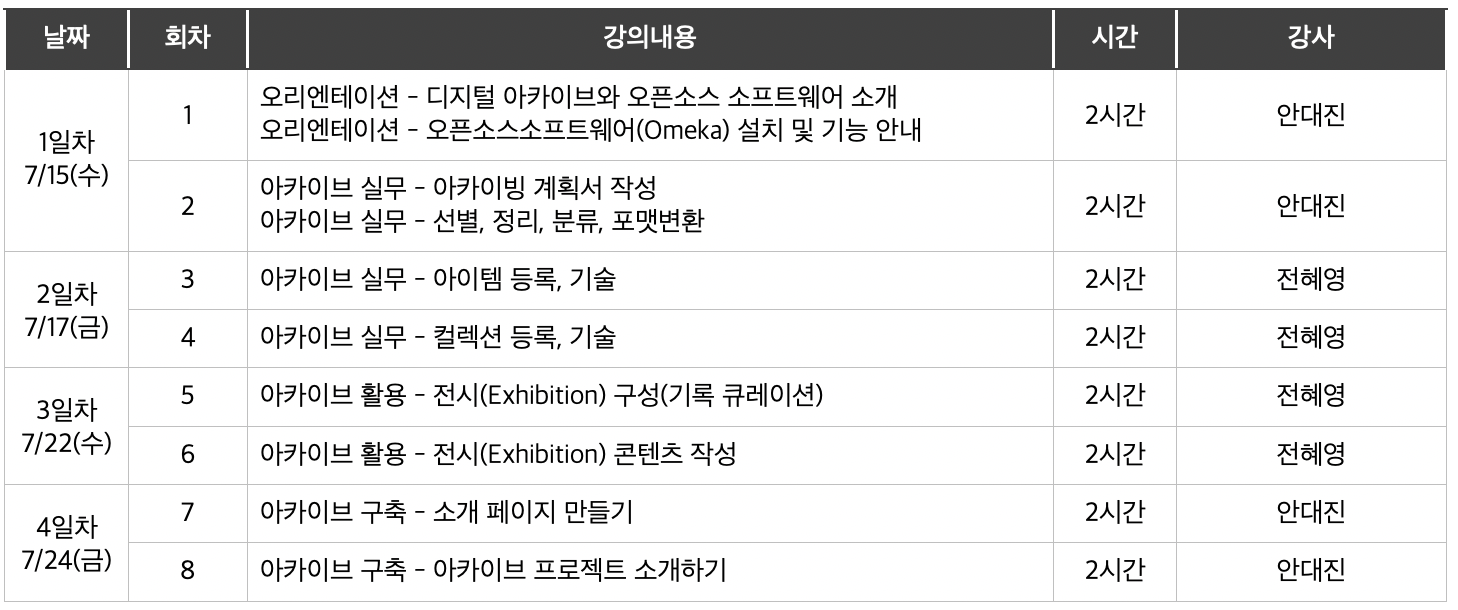 날짜 회차 강의내용 시간 강사
1일차
7/15(수)
1
오리엔테이션 - 디지털 아카이브와 오픈소스 소프트웨어 소개
오리엔테이션 - 오픈소스소프트웨어(Omeka) 설치 및 기능 안내
2시간 안대진
2
아카이브 실무 - 아카이빙 계획서 작성
아카이브 실무 - 선별, 정리, 분류, 포맷변환
2시간 안대진
2일차
7/17(금)
3 아카이브 실무 - 아이템 등록, 기술 2시간 전혜영
4 아카이브 실무 - 컬렉션 등록, 기술 2시간 전혜영
3일차
7/22(수)
5 아카이브 활용 - 전시(Exhibition) 구성(기록 큐레이션) 2시간 전혜영
6 아카이브 활용 - 전시(Exhibition) 콘텐츠 작성 2시간 전혜영
4일차
7/24(금)
7 아카이브 구축 - 소개 페이지 만들기 2시간 안대진
8 아카이브 구축 - 아카이브 프로젝트 소개하기 2시간 안대진